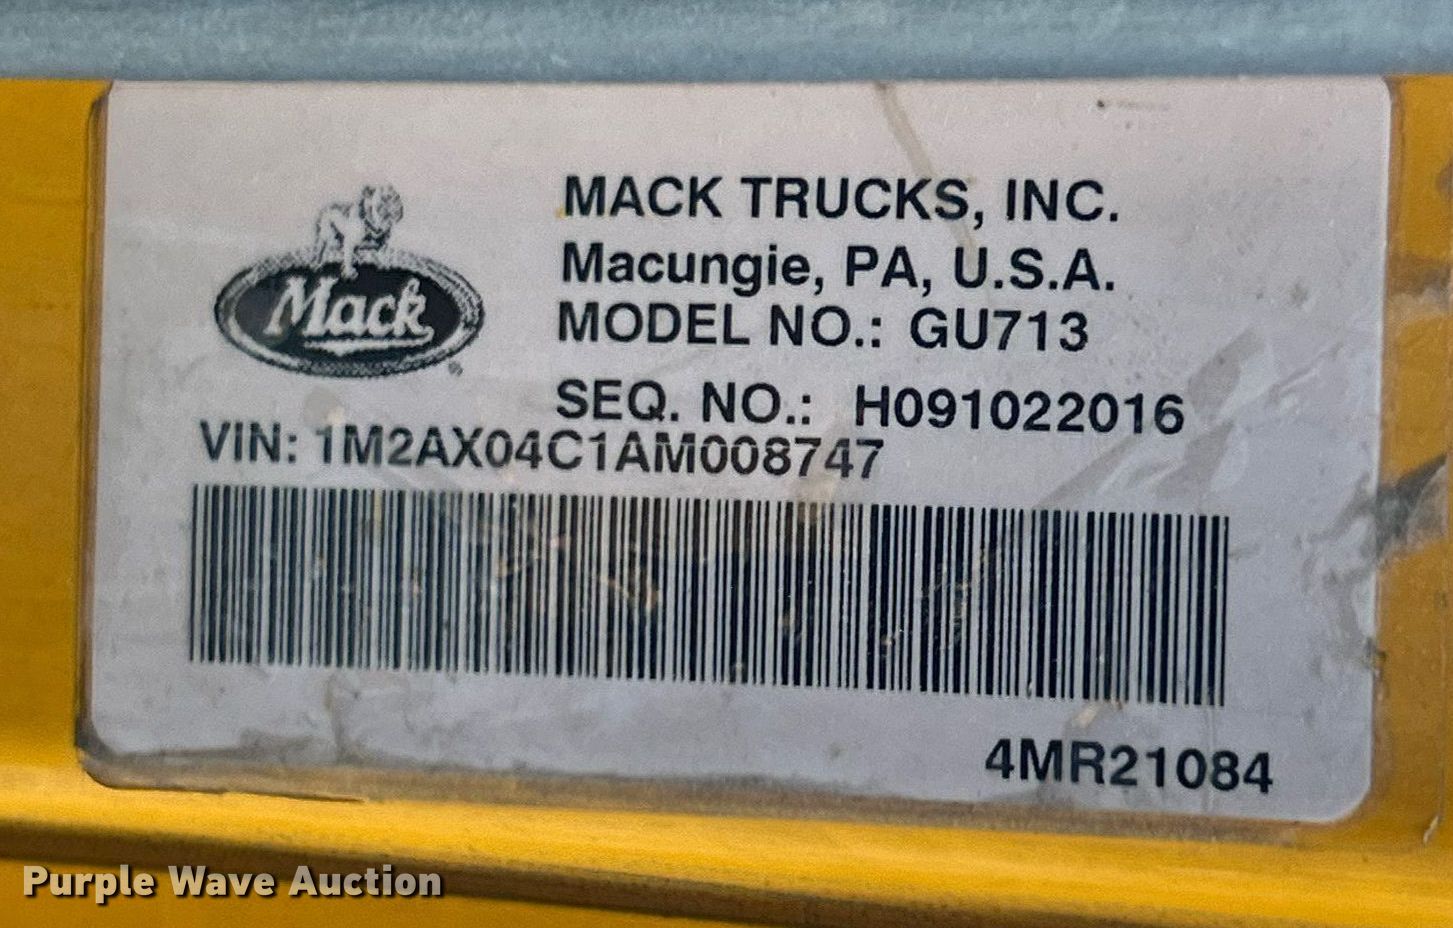 MACK TRUCKS, INC.
Macungie, PA, U.S.A.
Mack
®
MODEL NO.: GU713
SEQ. NO.: H091022016
VIN: 1M2AX04C1AM008747
4MR21084
Purple Wave Auction